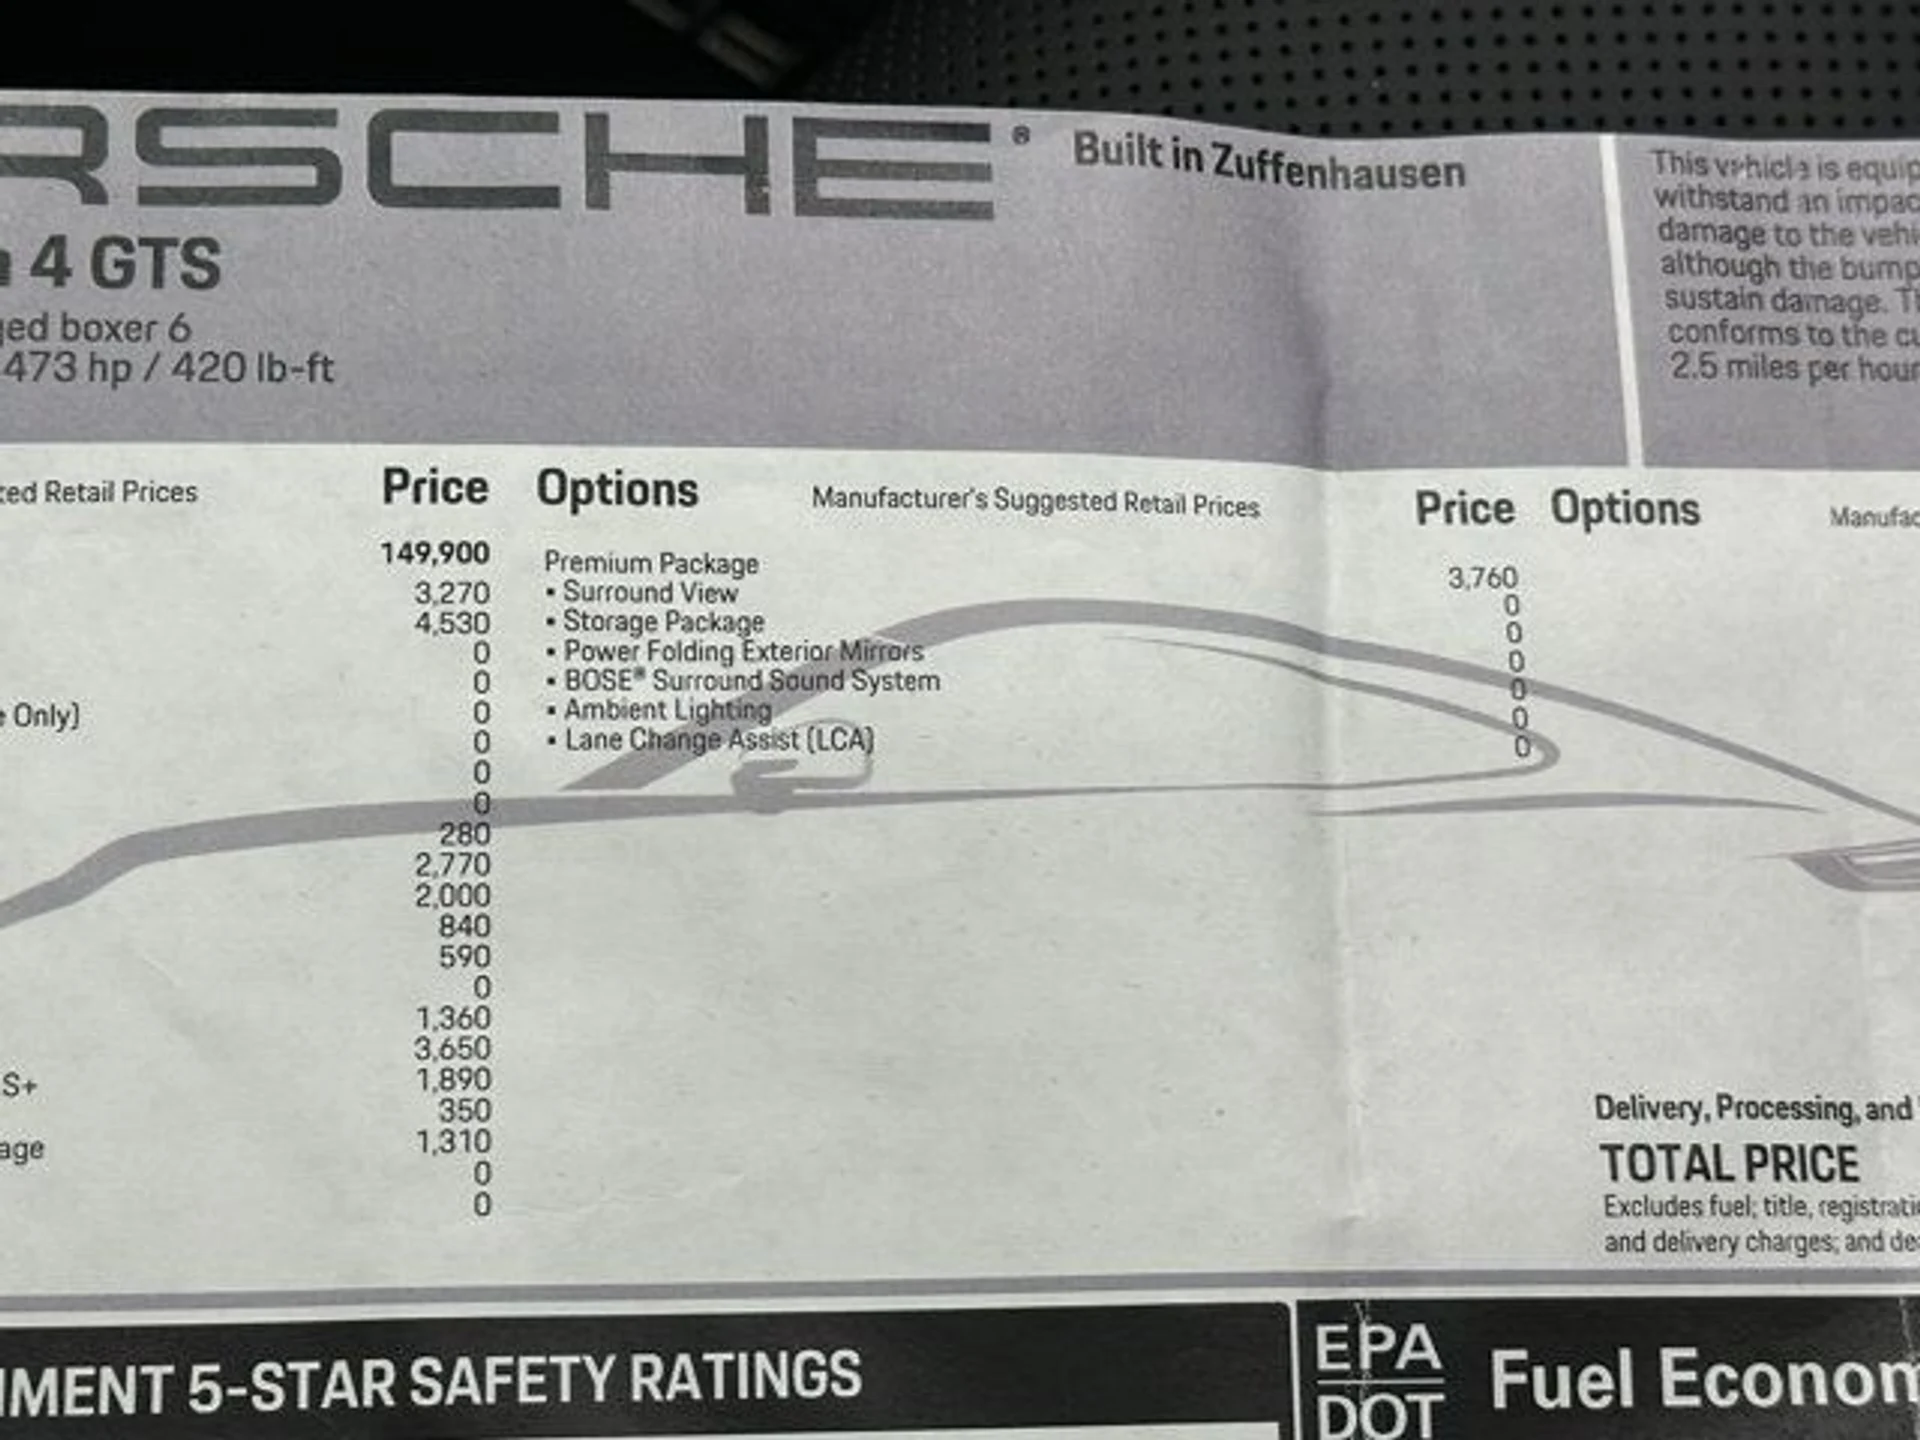 RSCHE® Built in Zuffenhausen
4 GTS
ged boxer 6
473 hp / 420 lb-ft
This vehicle is equip
withstand an impac
damage to the vehi
although the bump
sustain damage. Th
conforms to the cu
2.5 miles per hour
ted Retail Prices Price
149,900
3,270
4,530
0
0
e Only) 0
0
0
0
280
2,770
2,000
840
590
0
1,360
3,650
S+ 1,890
350
age 1,310
0
0
Options Manufacturer's Suggested Retail Prices Price
Premium Package 3,760
▪ Surround View 0
▪ Storage Package 0
▪ Power Folding Exterior Mirrors 0
▪ BOSE® Surround Sound System 0
▪ Ambient Lighting 0
▪ Lane Change Assist (LCA) 0
Options Manufac
Delivery, Processing, and
TOTAL PRICE
Excludes fuel; title, registrati
and delivery charges; and de
NMENT 5-STAR SAFETY RATINGS
EPA
DOT
Fuel Econom